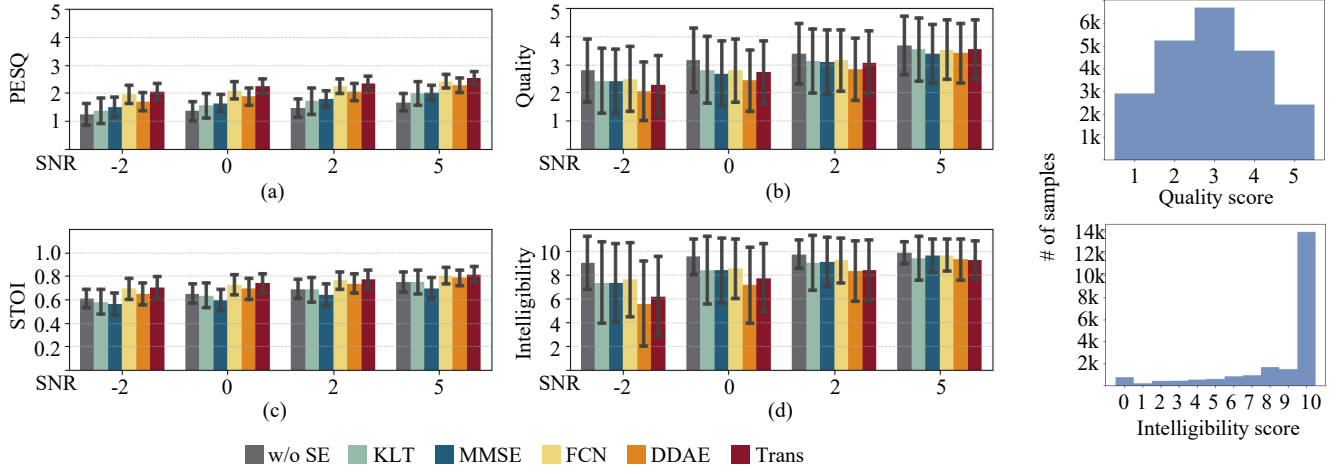 5
4
3
2
1
PESQ
SNR
-2
0
2
5
(a)
5
4
3
2
1
Quality
SNR
-2
0
2
5
(b)
6k
5k
4k
3k
2k
1k
1 2 3 4 5
Quality score
# of samples
1.0
0.8
0.6
0.4
0.2
STOI
SNR
-2
0
2
5
(c)
10
8
6
4
2
Intelligibility
SNR
-2
0
2
5
(d)
14k
12k
10k
8k
6k
4k
2k
0 1 2 3 4 5 6 7 8 9 10
Intelligibility score
w/o SE KLT MMSE FCN DDAE Trans